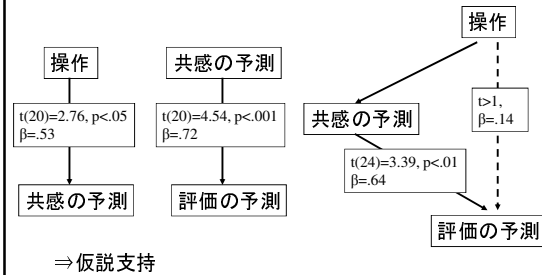 操作
t(20)=2.76, p<.05
β=.53
共感の予測
共感の予測
t(20)=4.54, p<.001
β=.72
評価の予測
操作
共感の予測
t>1,
β=.14
t(24)=3.39, p<.01
β=.64
評価の予測
⇒仮説支持